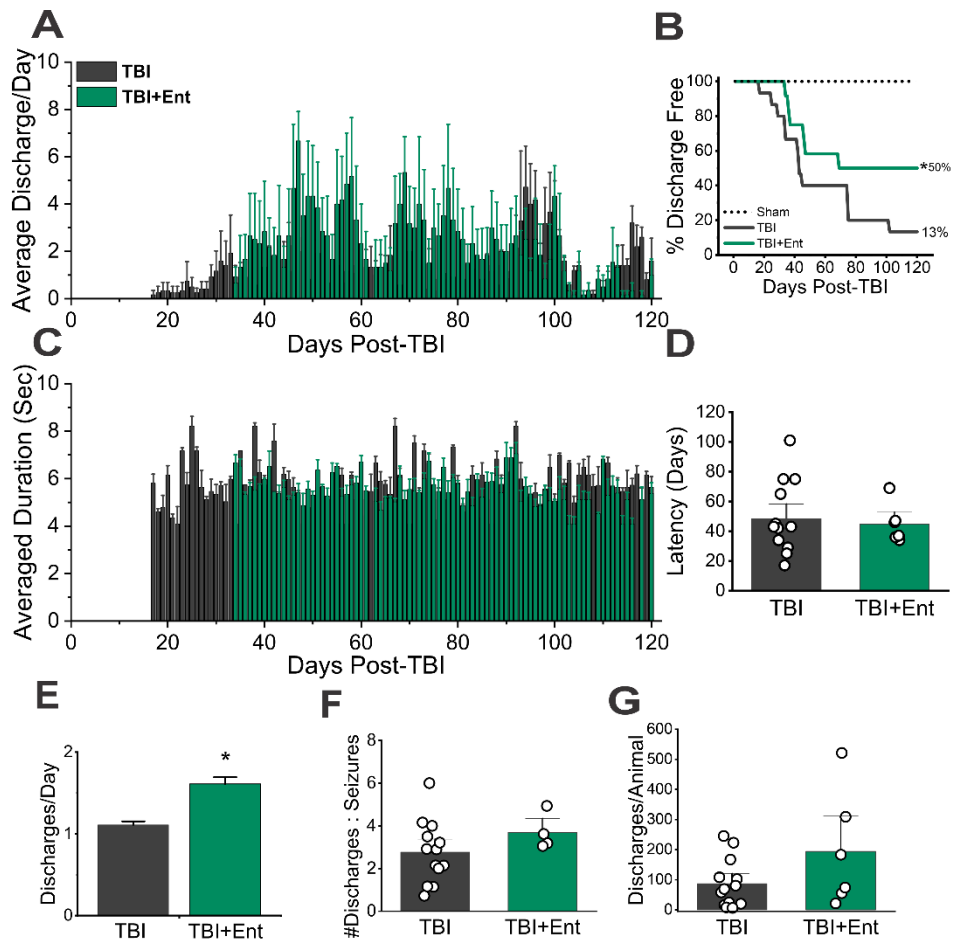 A
Average Discharge/Day
10
8
6
4
2
0
TBI
TBI+Ent
20 40 60 80 100 120
Days Post-TBI
B
% Discharge Free
100
80
60
40
20
0
*50%
13%
Sham
TBI
TBI+Ent
0 20 40 60 80 100 120
Days Post-TBI
C
Averaged Duration (Sec)
10
8
6
4
2
0
0 20 40 60 80 100 120
Days Post-TBI
D
Latency (Days)
120
100
80
60
40
20
0
TBI TBI+Ent
E
Discharges/Day
2
1
0
*
TBI TBI+Ent
F
#Discharges : Seizures
8
6
4
2
0
TBI TBI+Ent
G
Discharges/Animal
600
500
400
300
200
100
0
TBI TBI+Ent